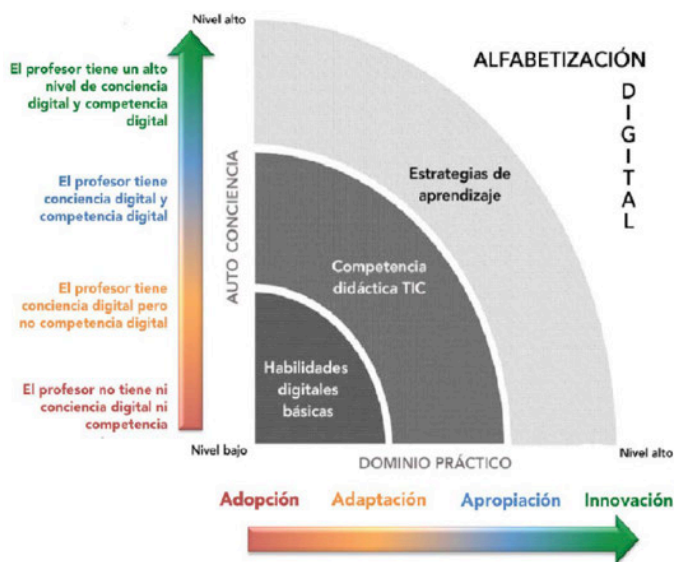 Nivel alto
El profesor tiene un alto
nivel de conciencia
digital y competencia
digital
El profesor tiene
conciencia digital y
competencia digital
El profesor tiene
conciencia digital pero
no competencia digital
El profesor no tiene ni
conciencia digital ni
competencia
AUTO CONCIENCIA
ALFABETIZACIÓN
DIGITAL
Estrategias de
aprendizaje
Competencia
didáctica TIC
Habilidades
digitales
básicas
Nivel bajo
DOMINIO PRÁCTICO
Nivel alto
Adopción
Adaptación
Apropiación
Innovación